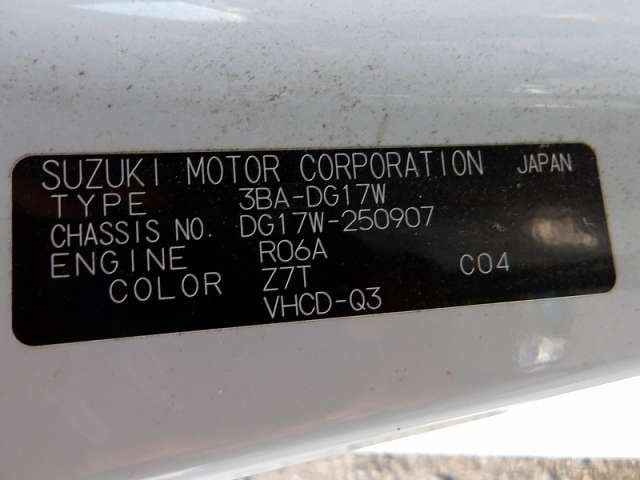 SUZUKI MOTOR CORPORATION JAPAN
TYPE 3BA-DG17W
CHASSIS NO. DG17W-250907
ENGINE R06A C04
COLOR Z7T
VHCD-Q3